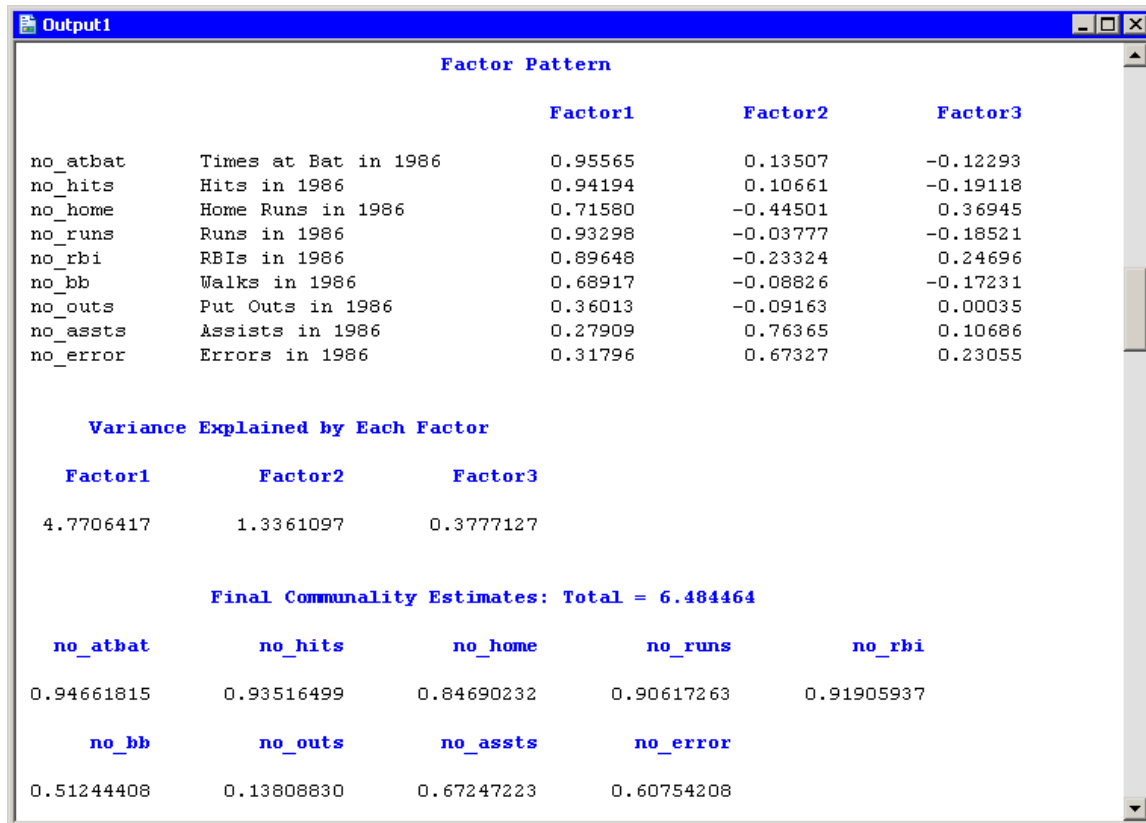 Output1
Factor Pattern
Factor1 Factor2 Factor3
no_atbat Times at Bat in 1986 0.95565 0.13507 -0.12293
no_hits Hits in 1986 0.94194 0.10661 -0.19118
no_home Home Runs in 1986 0.71580 -0.44501 0.36945
no_runs Runs in 1986 0.93298 -0.03777 -0.18521
no_rbi RBIs in 1986 0.89648 -0.23324 0.24696
no_bb Walks in 1986 0.68917 -0.08826 -0.17231
no_outs Put Outs in 1986 0.36013 -0.09163 0.00035
no_assts Assists in 1986 0.27909 0.76365 0.10686
no_error Errors in 1986 0.31796 0.67327 0.23055
Variance Explained by Each Factor
Factor1 Factor2 Factor3
4.7706417 1.3361097 0.3777127
Final Communality Estimates: Total = 6.484464
no_atbat no_hits no_home no_runs no_rbi
0.94661815 0.93516499 0.84690232 0.90617263 0.91905937
no_bb no_outs no_assts no_error
0.51244408 0.13808830 0.67247223 0.60754208